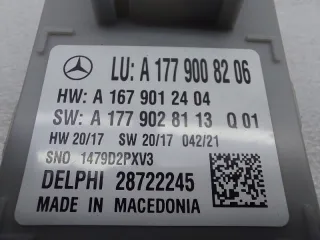 LU: A 177 900 82 06
HW: A 167 901 24 04
SW: A 177 902 81 13 Q 01
HW 20/17 SW 20/17 042/21
SNO 1479D2PXV3
DELPHI 28722245
MADE IN MACEDONIA